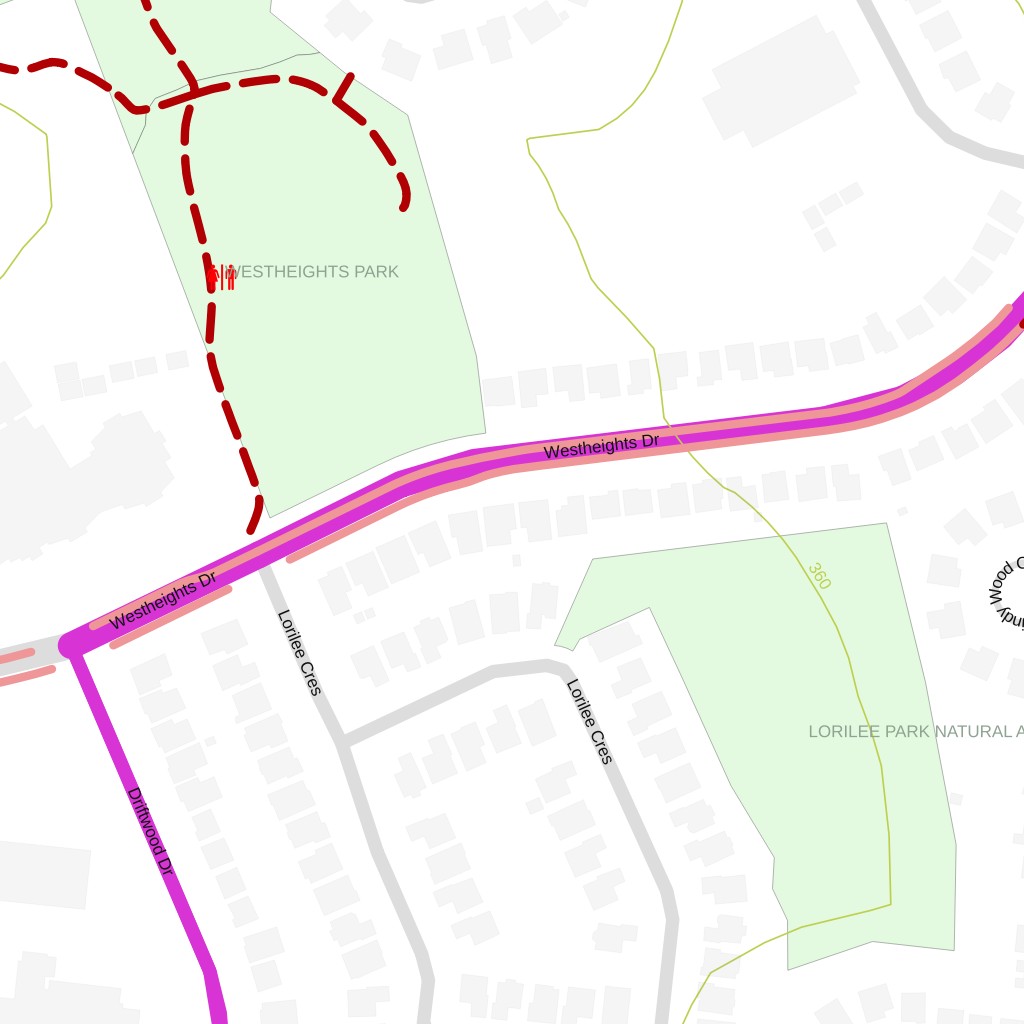 WESTHEIGHTS PARK
Westheights Dr
360
Westheights Dr
Lorilee Cres
Lorilee Cres
LORILEE PARK NATURAL A
Driftwood Dr